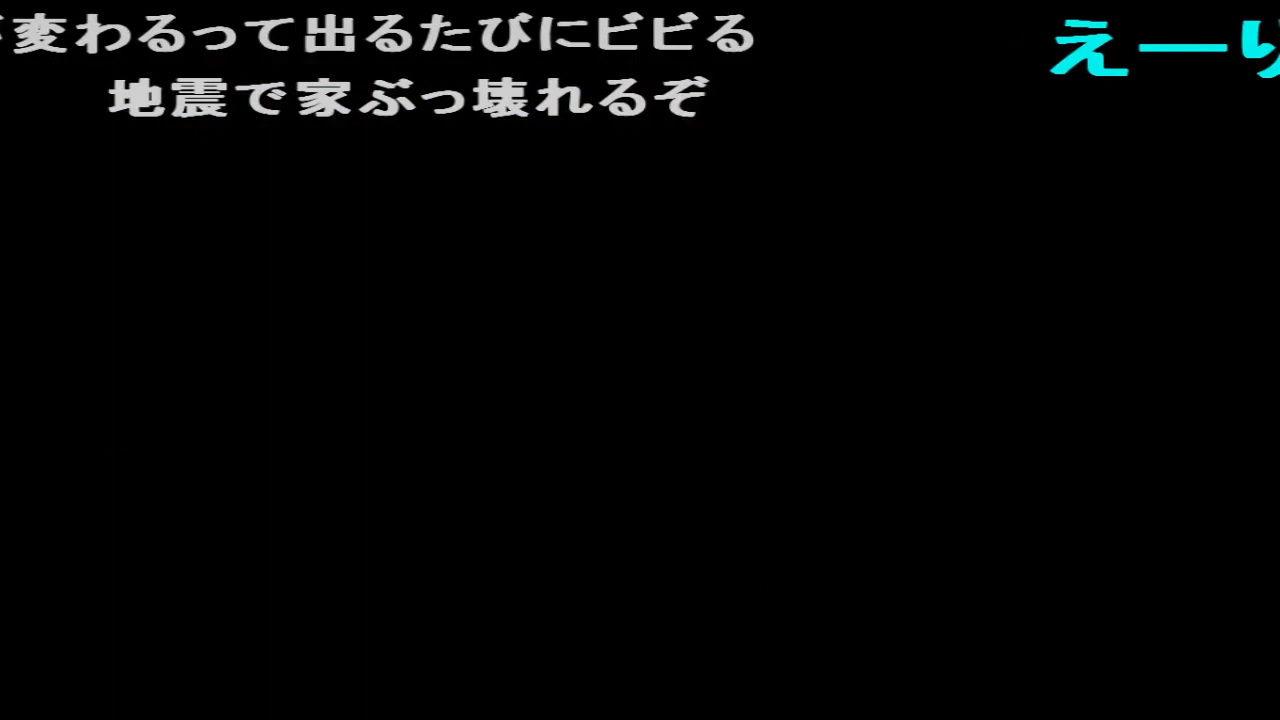 変わるって出るたびにビビる
えーり
地震で家ぶっ壊れるぞ